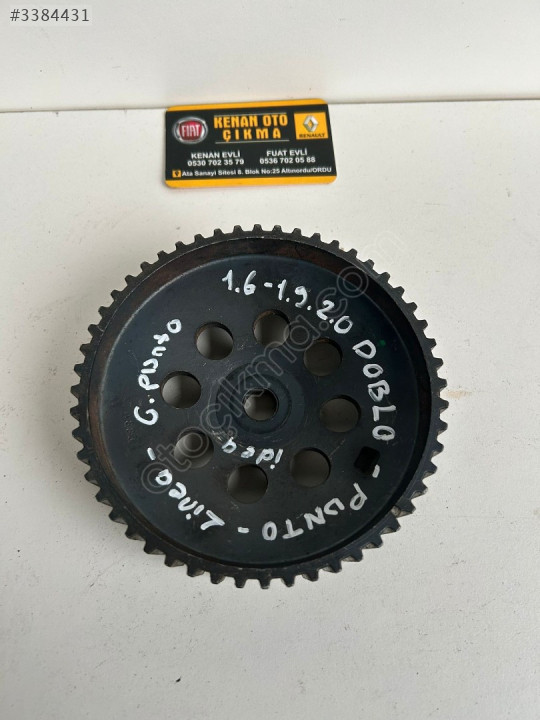 #3384431
FIAT
KENAN OTO
ÇIKMA
RENAULT
KENAN EVLİ
0530 702 35 79
FUAT EVLİ
0536 702 05 88
Ata Sanayi Sitesi 8. Blok No:25 Altınordu/ORDU
1.6-1.9.2.0 DOBLO - PUNTO - Linea - G. punto
idea
otocikma.com